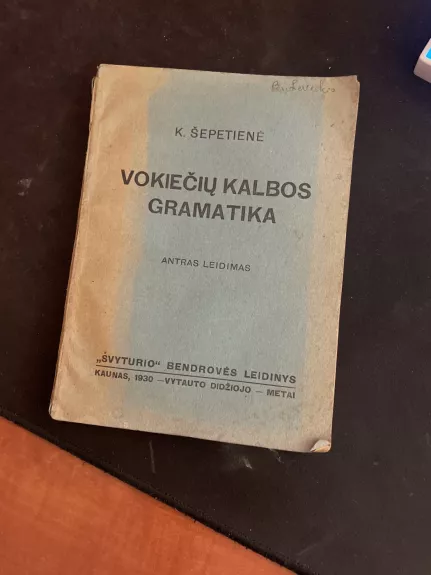 K. ŠEPETIENĖ
VOKIEČIŲ KALBOS
GRAMATIKA
ANTRAS LEIDIMAS
„ŠVYTURIO“ BENDROVĖS LEIDINYS
KAUNAS, 1930 — VYTAUTO DIDŽIOJO — METAI